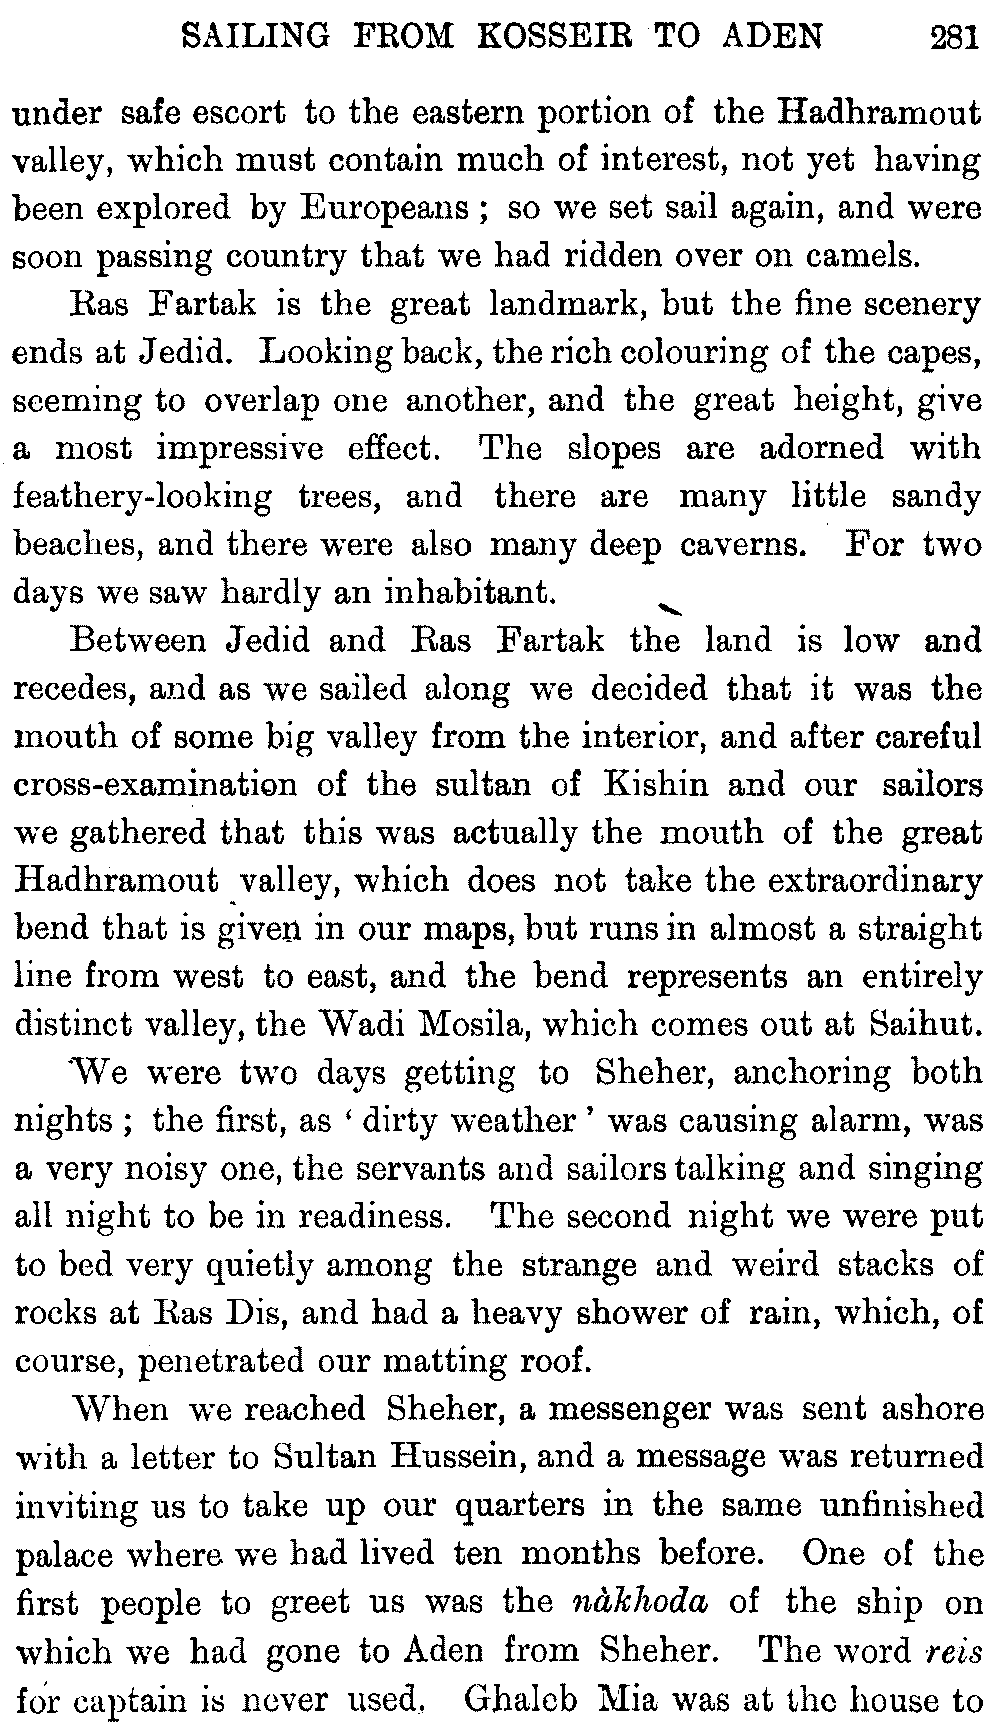 SAILING FROM KOSSEIR TO ADEN 281
under safe escort to the eastern portion of the Hadhramout
valley, which must contain much of interest, not yet having
been explored by Europeans ; so we set sail again, and were
soon passing country that we had ridden over on camels.
Ras Fartak is the great landmark, but the fine scenery
ends at Jedid. Looking back, the rich colouring of the capes,
seeming to overlap one another, and the great height, give
a most impressive effect. The slopes are adorned with
feathery-looking trees, and there are many little sandy
beaches, and there were also many deep caverns. For two
days we saw hardly an inhabitant.
Between Jedid and Ras Fartak the land is low and
recedes, and as we sailed along we decided that it was the
mouth of some big valley from the interior, and after careful
cross-examination of the sultan of Kishin and our sailors
we gathered that this was actually the mouth of the great
Hadhramout valley, which does not take the extraordinary
bend that is given in our maps, but runs in almost a straight
line from west to east, and the bend represents an entirely
distinct valley, the Wadi Mosila, which comes out at Saihut.
We were two days getting to Sheher, anchoring both
nights ; the first, as ‘ dirty weather ’ was causing alarm, was
a very noisy one, the servants and sailors talking and singing
all night to be in readiness. The second night we were put
to bed very quietly among the strange and weird stacks of
rocks at Ras Dis, and had a heavy shower of rain, which, of
course, penetrated our matting roof.
When we reached Sheher, a messenger was sent ashore
with a letter to Sultan Hussein, and a message was returned
inviting us to take up our quarters in the same unfinished
palace where we had lived ten months before. One of the
first people to greet us was the nàkhoda of the ship on
which we had gone to Aden from Sheher. The word reis
for captain is never used. Ghaleb Mia was at the house to